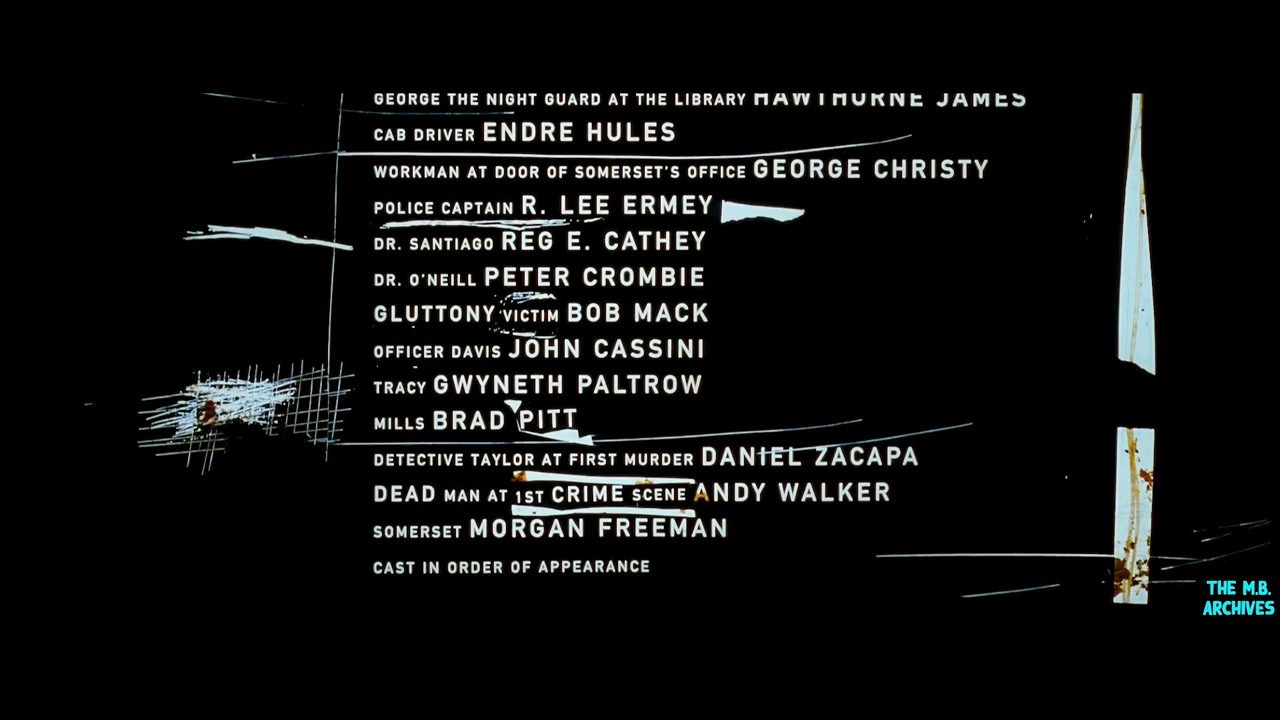 GEORGE THE NIGHT GUARD AT THE LIBRARY HAWTHORNE JAMES
CAB DRIVER ENDRE HULES
WORKMAN AT DOOR OF SOMERSET'S OFFICE GEORGE CHRISTY
POLICE CAPTAIN R. LEE ERMEY
DR. SANTIAGO REG E. CATHEY
DR. O'NEILL PETER CROMBIE
GLUTTONY VICTIM BOB MACK
OFFICER DAVIS JOHN CASSINI
TRACY GWYNETH PALTROW
MILLS BRAD PITT
DETECTIVE TAYLOR AT FIRST MURDER DANIEL ZACAPA
DEAD MAN AT 1ST CRIME SCENE ANDY WALKER
SOMERSET MORGAN FREEMAN
CAST IN ORDER OF APPEARANCE
THE M.B.
ARCHIVES